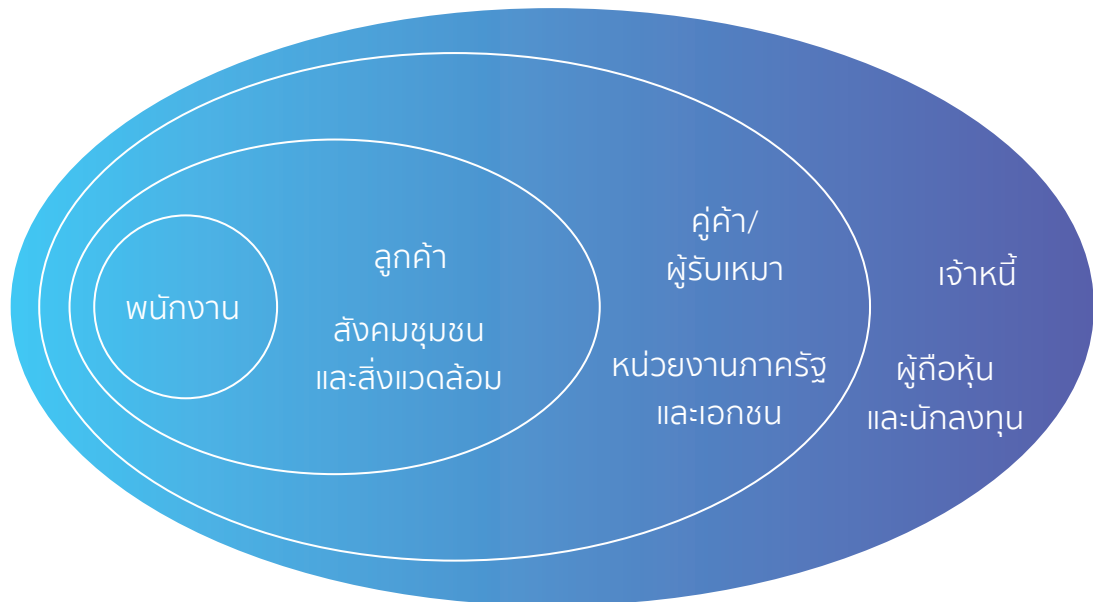 พนักงาน
ลูกค้า
สังคมชุมชน
และสิ่งแวดล้อม
คู่ค้า/
ผู้รับเหมา
หน่วยงานภาครัฐ
และเอกชน
เจ้าหนี้
ผู้ถือหุ้น
และนักลงทุน